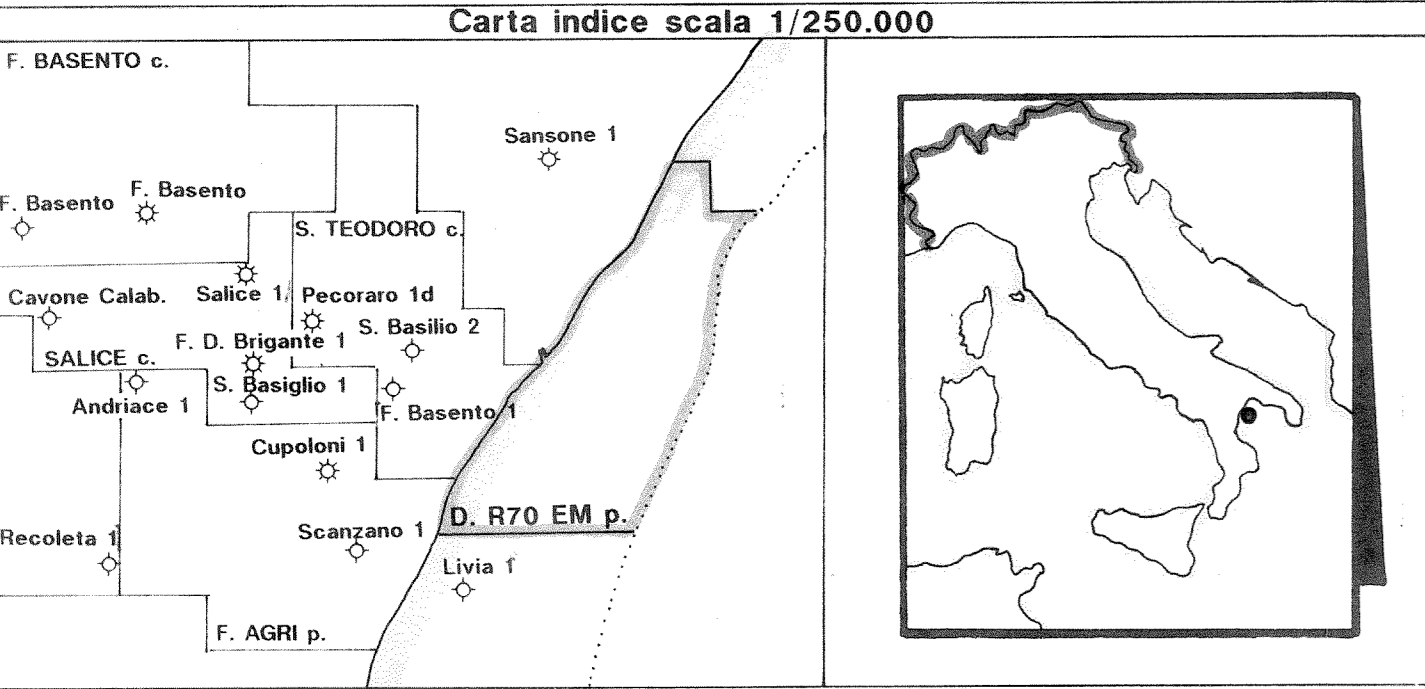 Carta indice scala 1/250.000
F. BASENTO c.
Sansone 1
F. Basento
F. Basento
S. TEODORO c.
Cavone Calab.
Salice 1
Pecoraro 1d
S. Basilio 2
F. D. Brigante 1
SALICE c.
S. Basiglio 1
Andriace 1
F. Basento 1
Cupoloni 1
D. R70 EM p.
Scanzano 1
Recoleta 1
Livia 1
F. AGRI p.